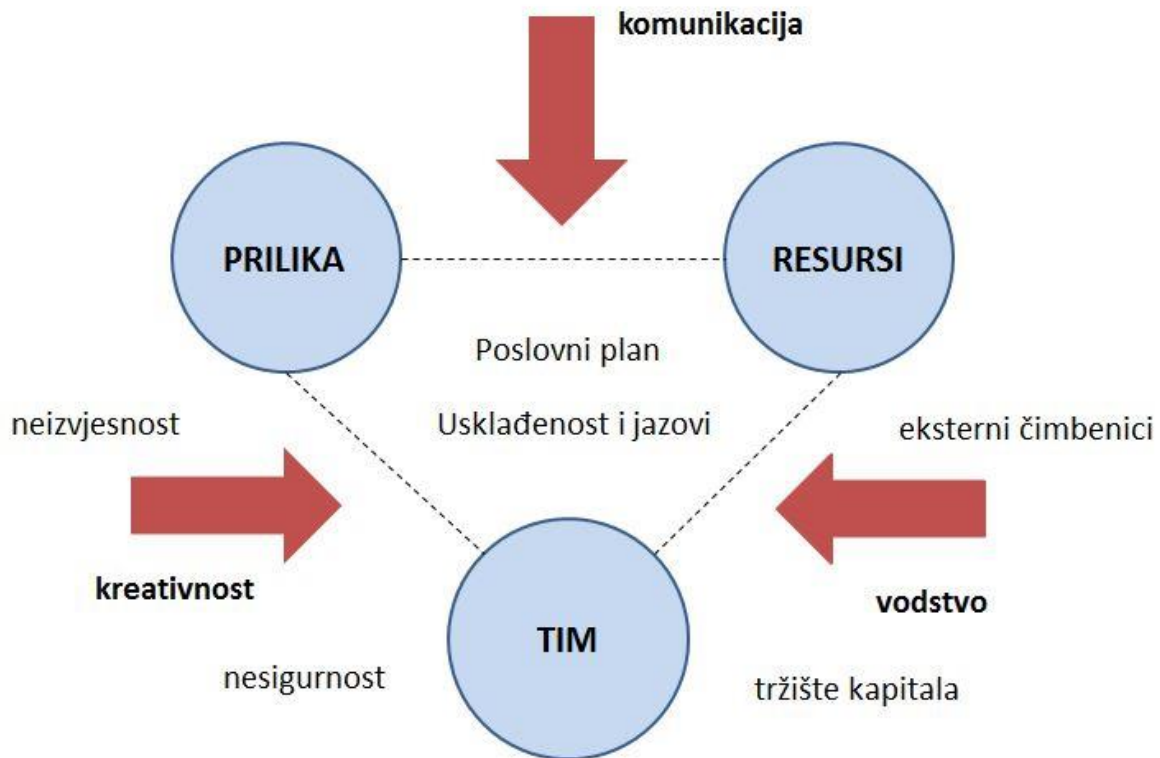 komunikacija
PRILIKA
RESURSI
Poslovni plan
Usklađenost i jazovi
neizvjesnost
eksterni čimbenici
kreativnost
vodstvo
TIM
nesigurnost
tržište kapitala